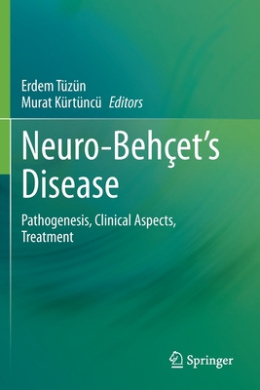 Erdem Tüzün
Murat Kürtüncü Editors
Neuro-Behçet's
Disease
Pathogenesis, Clinical Aspects,
Treatment
Springer